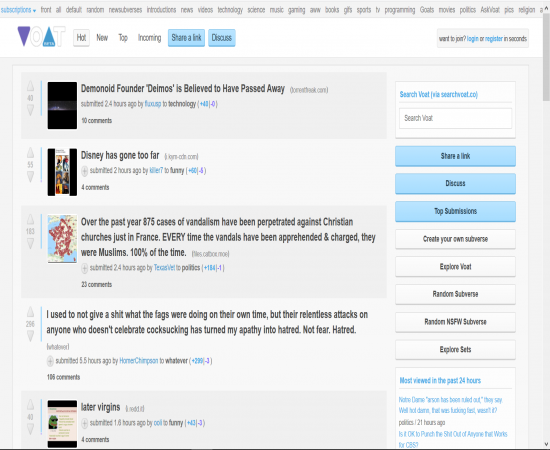 subscriptions front all default random newsubverses introductions news videos technology science music gaming aww books gifs sports tv programming Goats movies politics AskVoat pics religion a
VOAT
Hot New Top Incoming Share a link Discuss
want to join? login or register in seconds
40
Demonoid Founder 'Deimos' is Believed to Have Passed Away (torrentfreak.com)
submitted 2.4 hours ago by fluxusp to technology ( +40|-0 )
10 comments
55
Disney has gone too far (i.kym-cdn.com)
submitted 2 hours ago by killer7 to funny ( +60|-5 )
4 comments
183
Over the past year 875 cases of vandalism have been perpetrated against Christian
churches just in France. EVERY time the vandals have been apprehended & charged, they
were Muslims. 100% of the time. (files.catbox.moe)
submitted 2.4 hours ago by TexasVet to politics ( +184|-1 )
23 comments
296
I used to not give a shit what the fags were doing on their own time, but their relentless attacks on
anyone who doesn't celebrate cocksucking has turned my apathy into hatred. Not fear. Hatred.
(whatever)
submitted 5.5 hours ago by HomerChimpson to whatever ( +299|-3 )
106 comments
40
later virgins (i.redd.it)
submitted 1.6 hours ago by ooli to funny ( +43|-3 )
4 comments
Search Voat (via searchvoat.co)
Search Voat
Share a link
Discuss
Top Submissions
Create your own subverse
Explore Voat
Random Subverse
Random NSFW Subverse
Explore Sets
Most viewed in the past 24 hours
Notre Dame "arson has been ruled out," they say.
Well hot damn, that was fucking fast, wasn't it?
politics / 21 hours ago
Is it OK to Punch the Shit Out of Anyone that Works
for CBS?